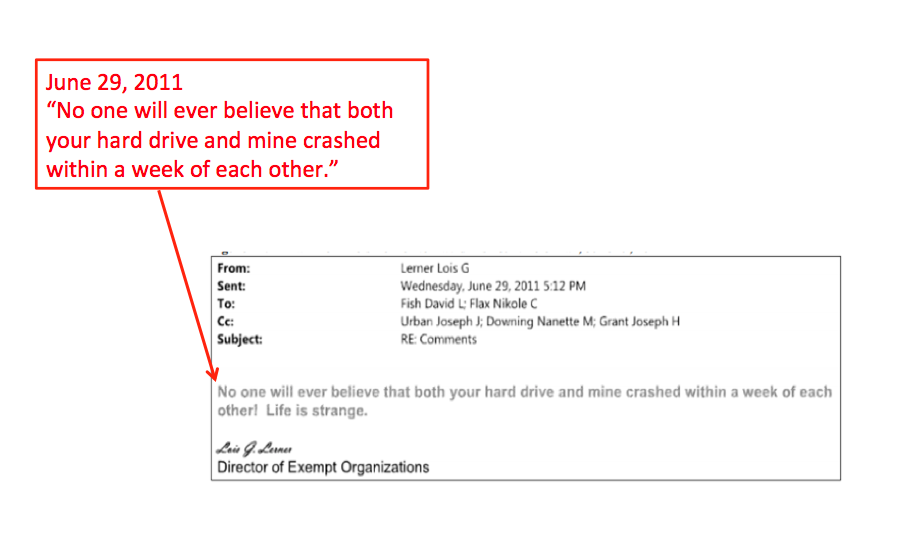 June 29, 2011
“No one will ever believe that both
your hard drive and mine crashed
within a week of each other.”
From: Lerner Lois G
Sent: Wednesday, June 29, 2011 5:12 PM
To: Fish David L; Flax Nikole C
Cc: Urban Joseph J; Downing Nanette M; Grant Joseph H
Subject: RE: Comments
No one will ever believe that both your hard drive and mine crashed within a week of each
other! Life is strange.
Lois G. Lerner
Director of Exempt Organizations